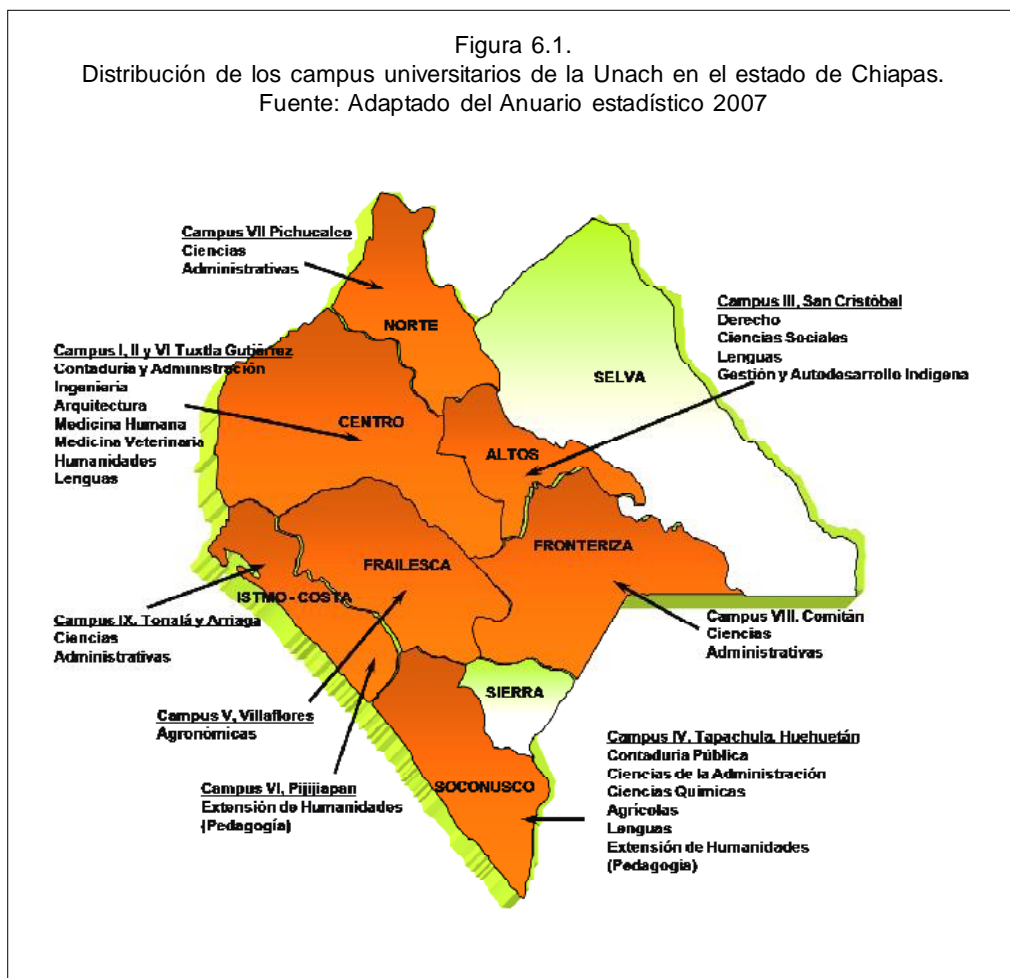 Figura 6.1.
Distribución de los campus universitarios de la Unach en el estado de Chiapas.
Fuente: Adaptado del Anuario estadístico 2007
Campus VII Pichucalco
Ciencias
Administrativas
NORTE
Campus III, San Cristóbal
Derecho
Ciencias Sociales
Lenguas
Gestión y Autodesarrollo Indígena
SELVA
Campus I, II y VI Tuxtla Gutiérrez
Contaduría y Administración
Ingeniería
Arquitectura
Medicina Humana
Medicina Veterinaria
Humanidades
Lenguas
CENTRO
ALTOS
FRONTERIZA
FRAILESCA
ISTMO - COSTA
Campus IX. Tonalá y Arriaga
Ciencias
Administrativas
Campus VIII. Comitán
Ciencias
Administrativas
SIERRA
Campus V, Villaflores
Agronómicas
Campus VI, Pijijiapan
Extensión de Humanidades
(Pedagogía)
SOCONUSCO
Campus IV. Tapachula. Huehuetán
Contaduría Pública
Ciencias de la Administración
Ciencias Químicas
Agrícolas
Lenguas
Extensión de Humanidades
(Pedagogía)